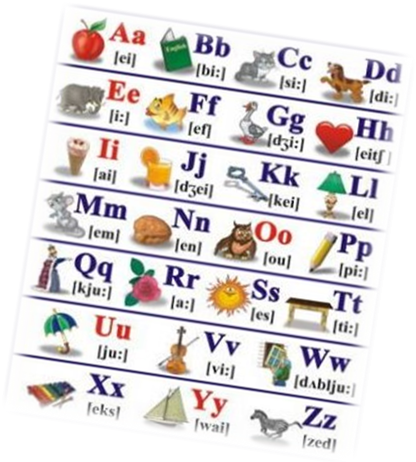 Aa Bb Cc Dd
[ei] English [bi:] [si:] [di:]
Ee Ff Gg Hh
[i:] [ef] [dʒi:] [eitʃ]
Ii Jj Kk Ll
[ai] [dʒei] [kei] [el]
Mm Nn Oo Pp
[em] [en] [ou] [pi:]
Qq Rr Ss Tt
[kju:] [a:] [es] [ti:]
Uu Vv Ww
[ju:] [vi:] [dʌblju:]
Xx Yy Zz
[eks] [wai] [zed]